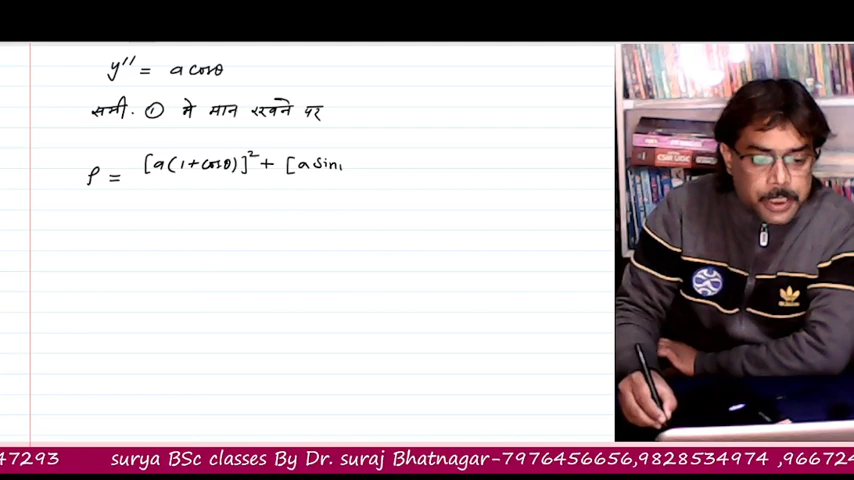 y'' = a cosθ
समी. ① मे मान रखने पर
ρ = [a(1+cosθ)]² + [a sin
47293 surya BSc classes By Dr. suraj Bhatnagar-7976456656,9828534974 ,966724